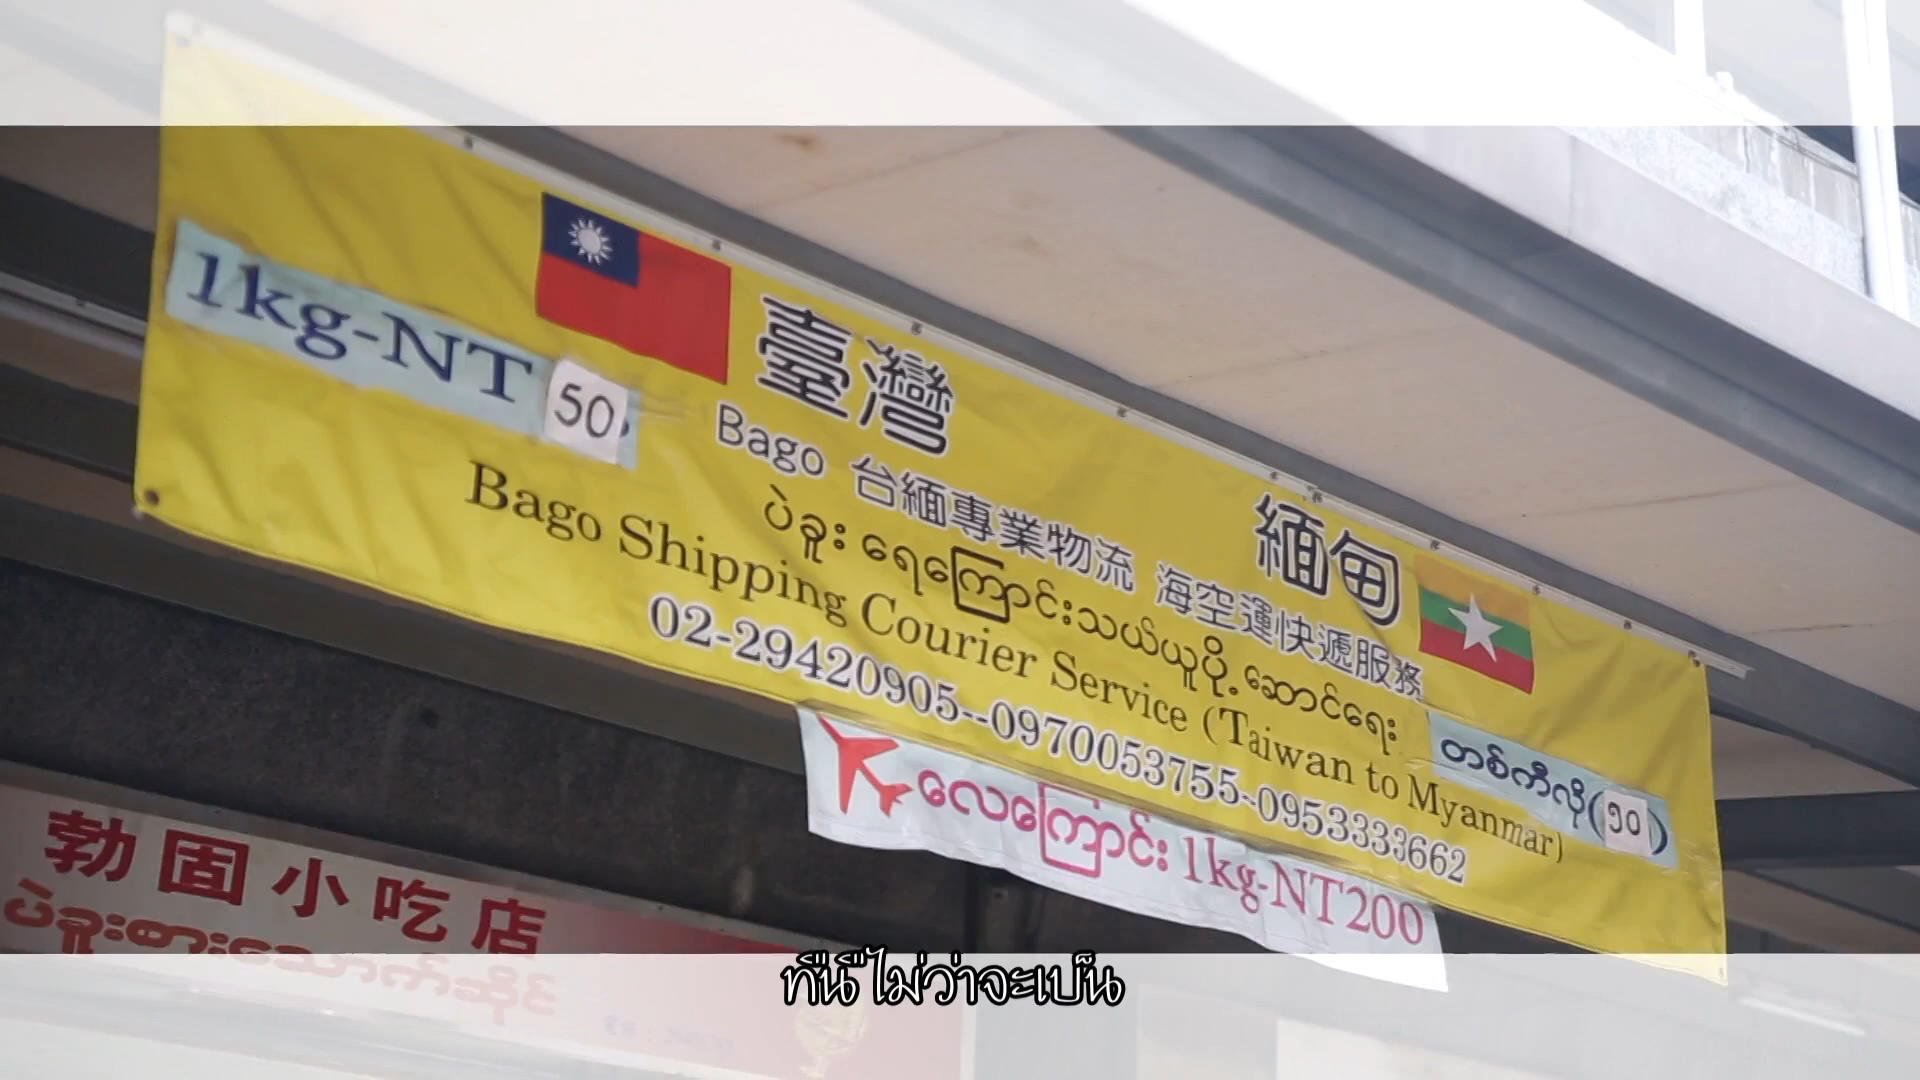 1kg-NT 50
臺灣 緬甸
Bago 台緬專業物流 海空運快遞服務
ပဲခူး ရေကြောင်းသယ်ယူပို့ဆောင်ရေး
တစ်ကီလို(၅၀)
Bago Shipping Courier Service (Taiwan to Myanmar)
02-29420905--0970053755-0953333662
လေကြောင်း 1kg-NT200
勃固小吃店
ပဲခူးစားသောက်ဆိုင်
ที่นี่ไม่ว่าจะเป็น